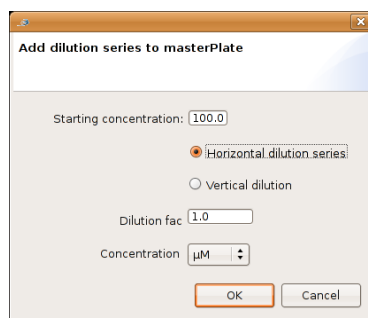 Add dilution series to masterPlate
Starting concentration: 100.0
Horizontal dilution series
Vertical dilution
Dilution fac 1.0
Concentration µM
OK Cancel